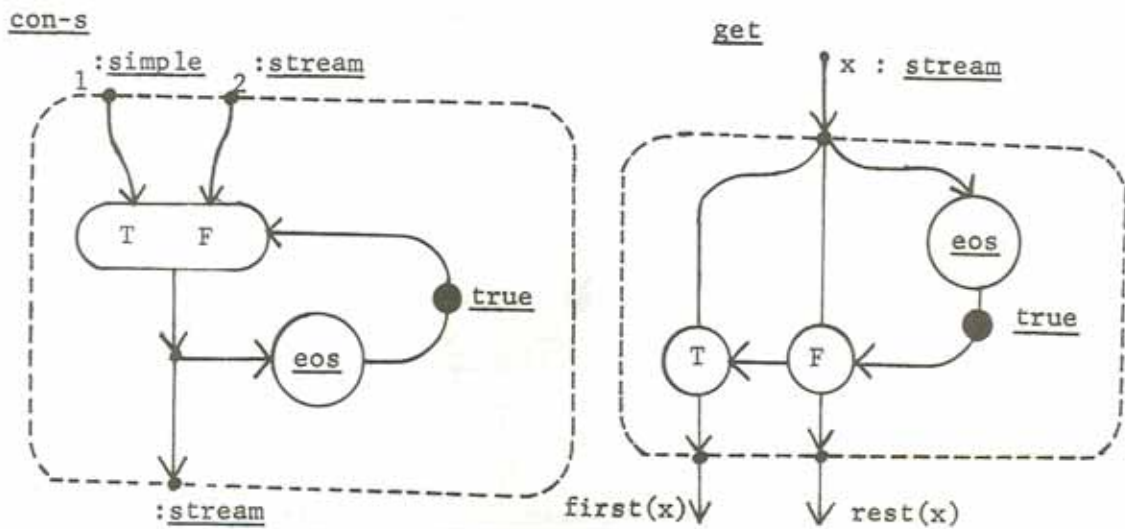 con-s
:simple :stream
1 2
T F
true
eos
:stream
get
x : stream
eos
true
T F
first(x) rest(x)